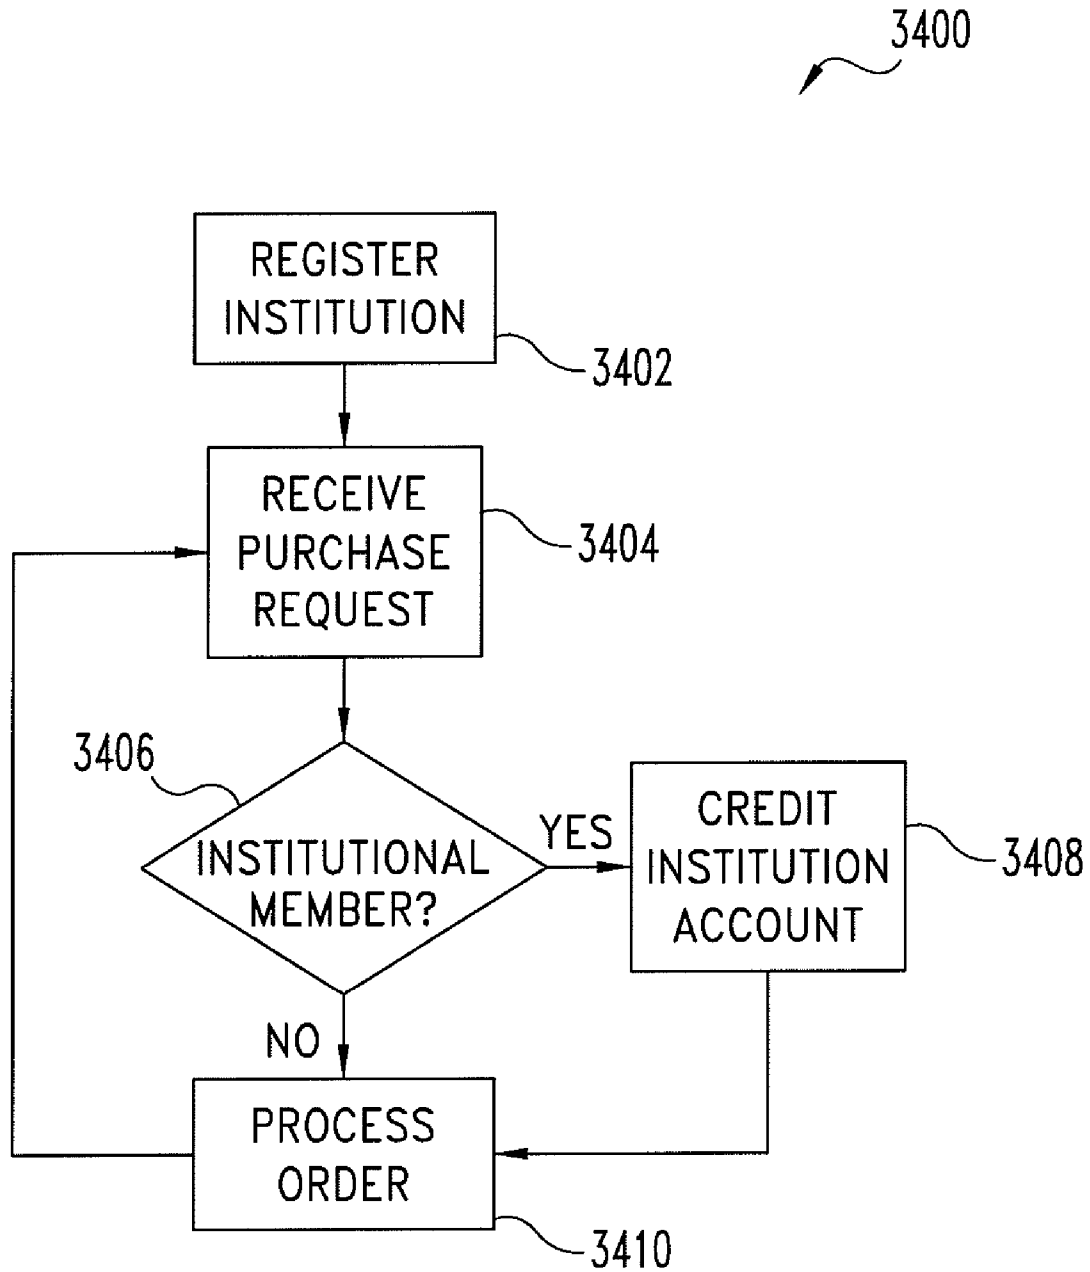 3400
REGISTER
INSTITUTION
3402
RECEIVE
PURCHASE
REQUEST
3404
3406
INSTITUTIONAL
MEMBER?
YES
CREDIT
INSTITUTION
ACCOUNT
3408
NO
PROCESS
ORDER
3410